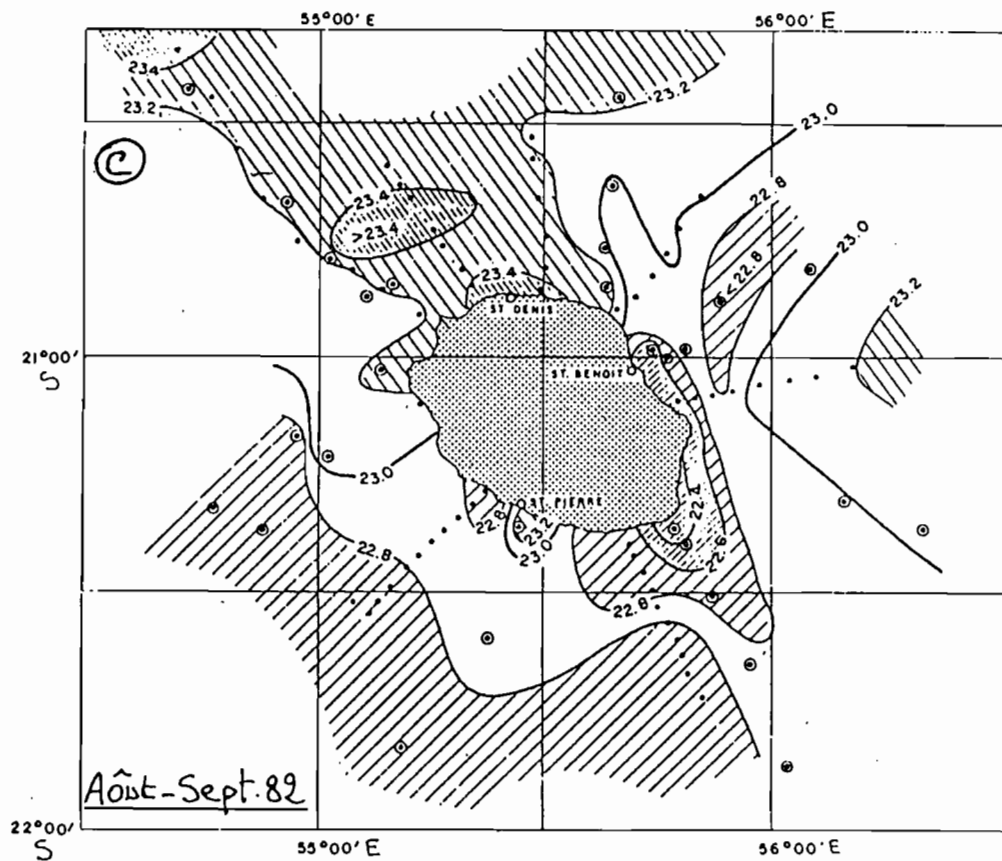 55°00' E
56°00' E
23.4
23.2
23.2
23.0
C
23.4
>23.4
22.8
23.0
<22.8
23.2
23.4
ST DENIS
21°00'
S
ST. BENOIT
23.0
22.4
ST. PIERRE
22.8
23.2
23.0
22.8
22.6
22.8
Aôut-Sept.82
22°00'
S
55°00' E
56°00' E